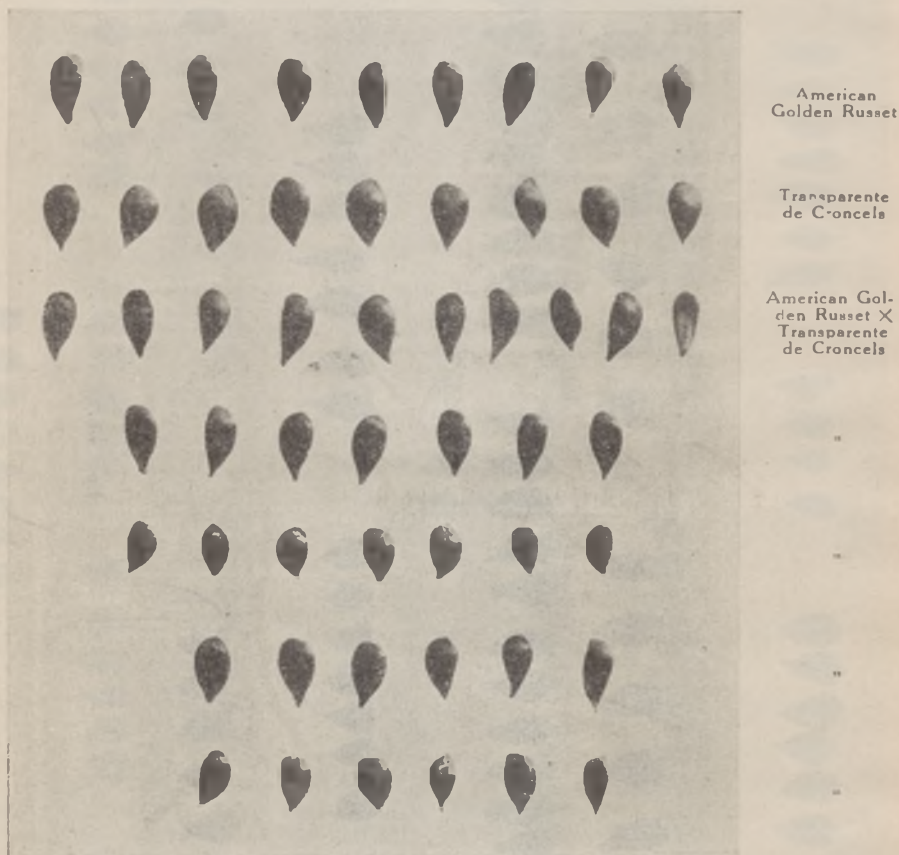 American
Golden Russet
Transparente
de Croncels
American Gol-
den Russet X
Transparente
de Croncels
"
"
"
"